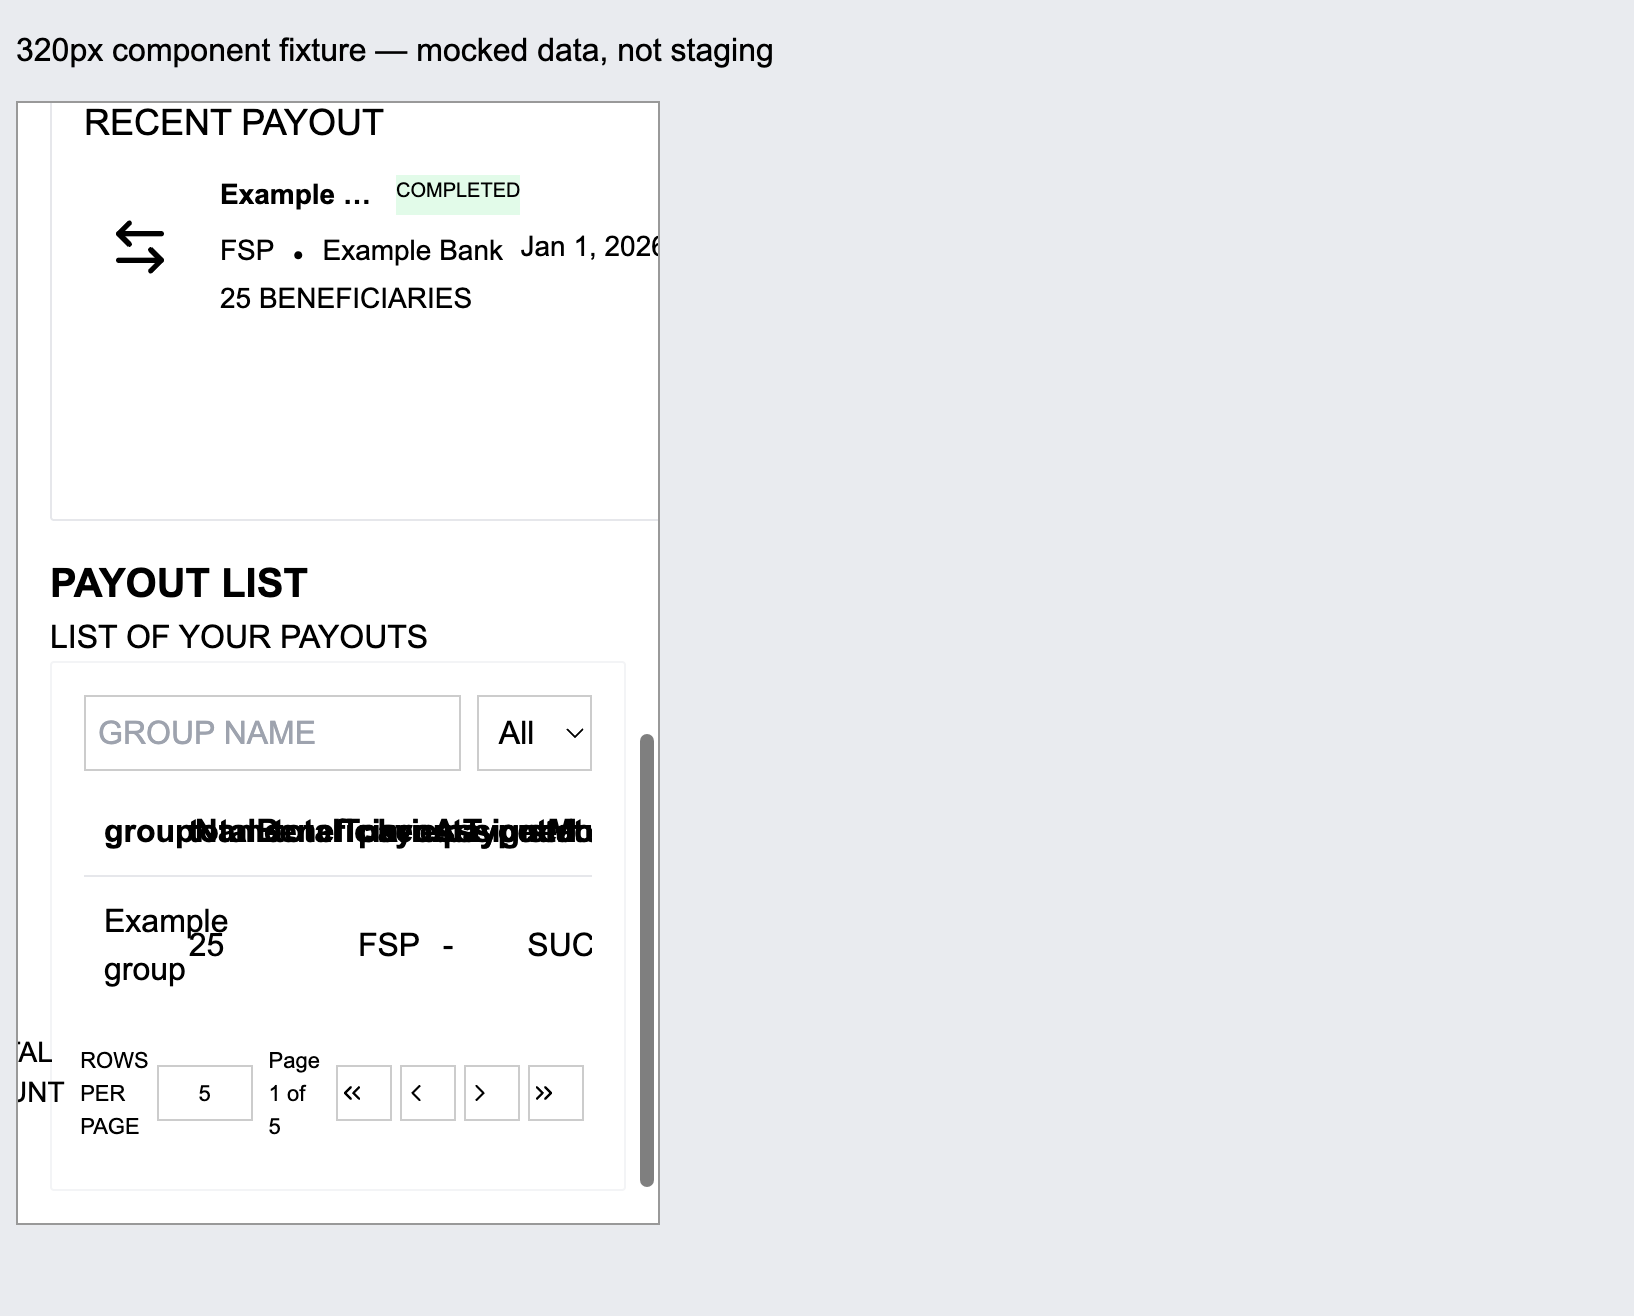 320px component fixture — mocked data, not staging
RECENT PAYOUT
Example ... COMPLETED
FSP • Example Bank Jan 1, 2026
25 BENEFICIARIES
PAYOUT LIST
LIST OF YOUR PAYOUTS
GROUP NAME All
Example
group
25 FSP - SUC
ROWS
PER
PAGE
5
Page
1 of
5
« < > »